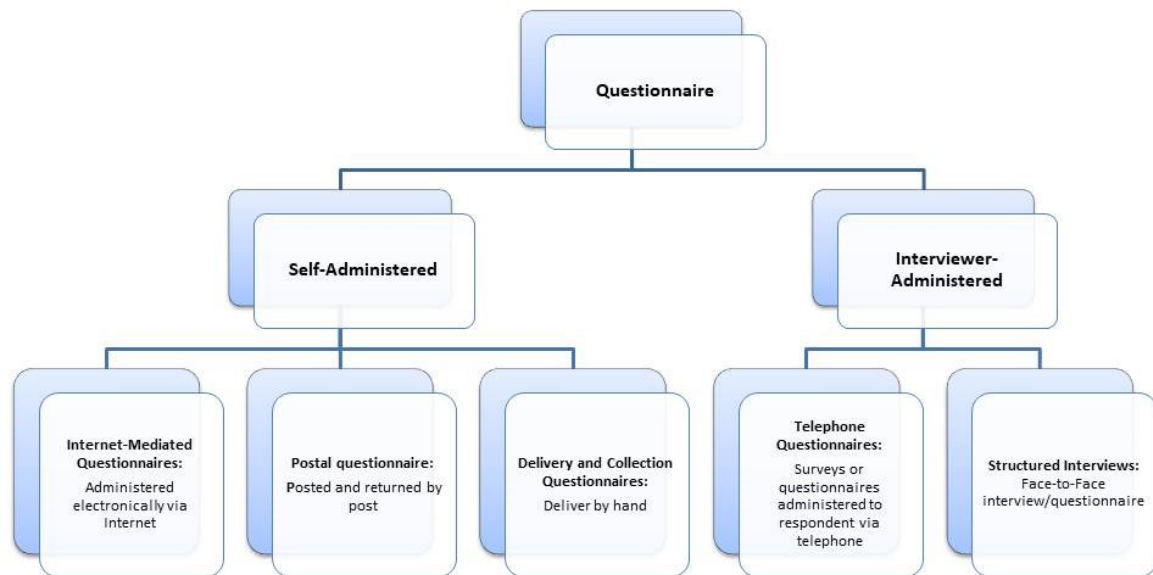 Questionnaire
Self-Administered
Interviewer-
Administered
Internet-Mediated
Questionnaires:
Administered
electronically via
Internet
Postal questionnaire:
Posted and returned by
post
Delivery and Collection
Questionnaires:
Deliver by hand
Telephone
Questionnaires:
Surveys or
questionnaires
administered to
respondent via
telephone
Structured Interviews:
Face-to-Face
interview/questionnaire